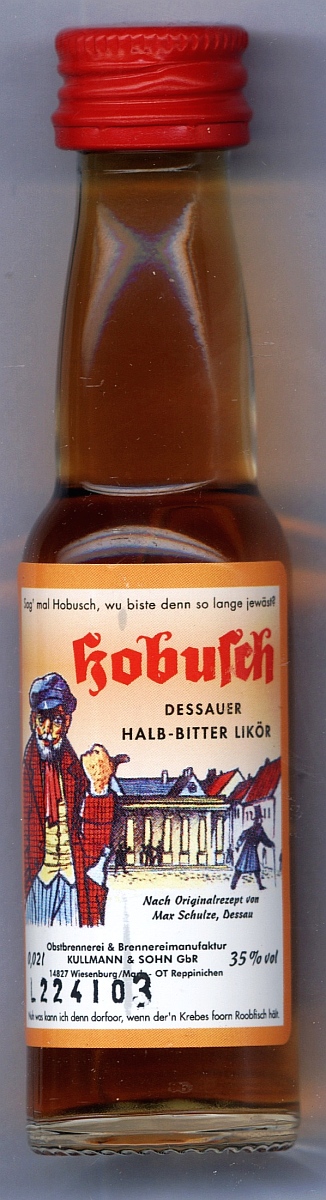 Sag' mal Hobusch, wu biste denn so lange jewäst?
Hobusch
DESSAUER
HALB-BITTER LIKÖR
Nach Originalrezept von
Max Schulze, Dessau
Obstbrennerei & Brennereimanufaktur
0,02l KULLMANN & SOHN GbR 35% vol
14827 Wiesenburg/Mark - OT Reppinichen
L224103
was kann ich denn dorfoor, wenn der'n Krebes foorn Roobfisch hält.